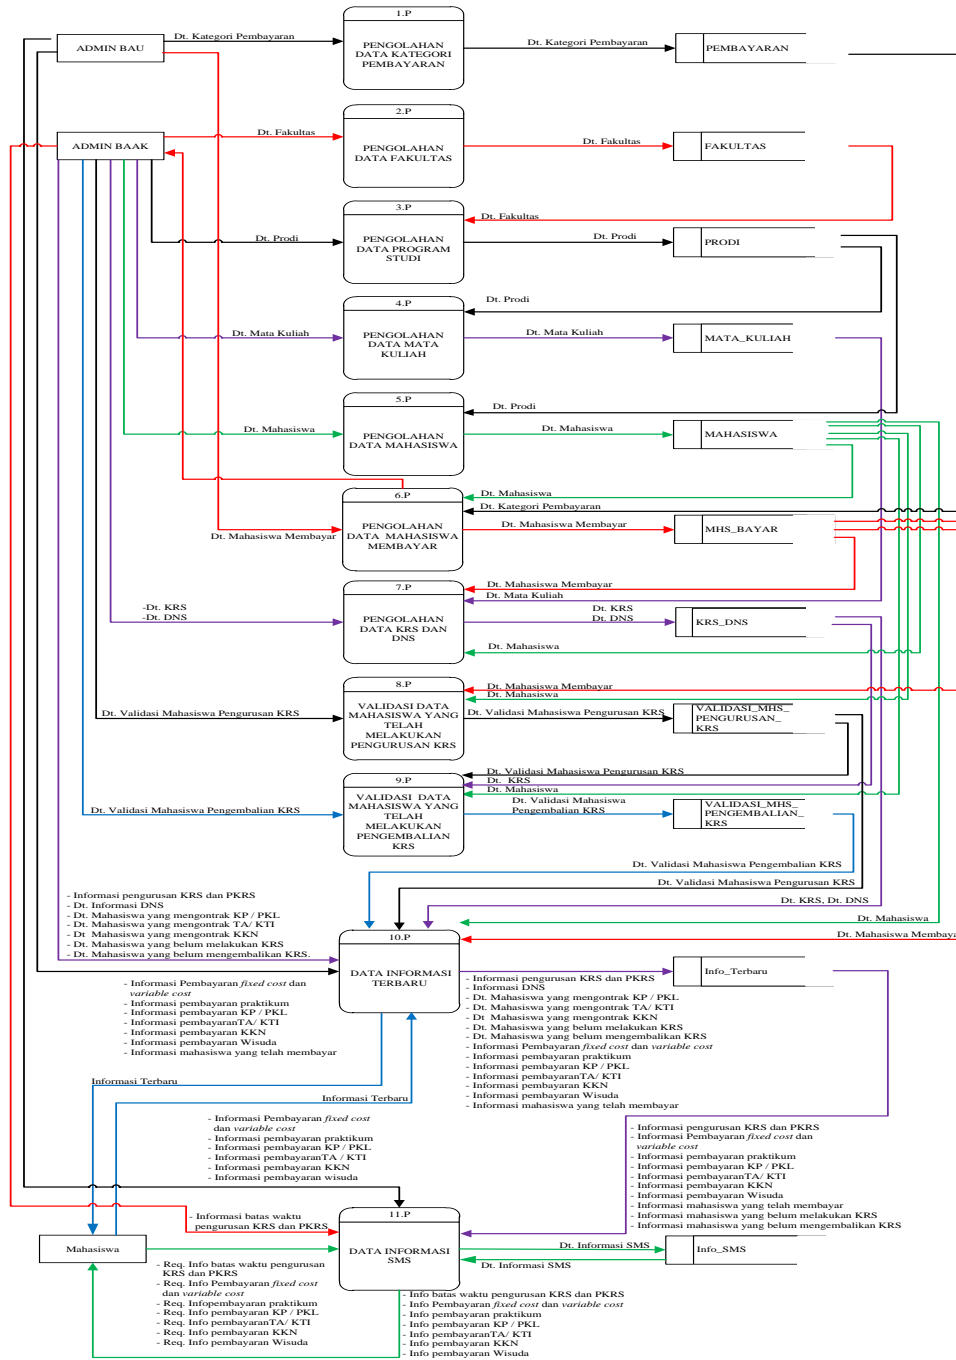 1.P
ADMIN BAU
Dt. Kategori Pembayaran
PENGOLAHAN
DATA KATEGORI
PEMBAYARAN
Dt. Kategori Pembayaran
PEMBAYARAN
2.P
ADMIN BAAK
Dt. Fakultas
PENGOLAHAN
DATA FAKULTAS
Dt. Fakultas
FAKULTAS
3.P
Dt. Fakultas
Dt. Prodi
PENGOLAHAN
DATA PROGRAM
STUDI
Dt. Prodi
PRODI
4.P
Dt. Prodi
Dt. Mata Kuliah
PENGOLAHAN
DATA MATA
KULIAH
Dt. Mata Kuliah
MATA_KULIAH
5.P
Dt. Prodi
Dt. Mahasiswa
PENGOLAHAN
DATA MAHASISWA
Dt. Mahasiswa
MAHASISWA
6.P
Dt. Mahasiswa
Dt. Kategori Pembayaran
Dt. Mahasiswa Membayar
PENGOLAHAN
DATA MAHASISWA
MEMBAYAR
Dt. Mahasiswa Membayar
MHS_BAYAR
7.P
Dt. Mahasiswa Membayar
Dt. Mata Kuliah
-Dt. KRS
-Dt. DNS
PENGOLAHAN
DATA KRS DAN
DNS
Dt. KRS
Dt. DNS
KRS_DNS
Dt. Mahasiswa
8.P
Dt. Mahasiswa Membayar
Dt. Mahasiswa
Dt. Validasi Mahasiswa Pengurusan KRS
VALIDASI DATA
MAHASISWA YANG
TELAH
MELAKUKAN
PENGURUSAN KRS
Dt. Validasi Mahasiswa Pengurusan KRS
VALIDASI_MHS_
PENGURUSAN_
KRS
9.P
Dt. Validasi Mahasiswa Pengurusan KRS
Dt. KRS
Dt. Mahasiswa
Dt. Validasi Mahasiswa Pengembalian KRS
VALIDASI DATA
MAHASISWA YANG
TELAH
MELAKUKAN
PENGEMBALIAN
KRS
Dt. Validasi Mahasiswa
Pengembalian KRS
VALIDASI_MHS_
PENGEMBALIAN_
KRS
Dt. Validasi Mahasiswa Pengembalian KRS
Dt. Validasi Mahasiswa Pengurusan KRS
Dt. KRS, Dt. DNS
Dt. Mahasiswa
Dt. Mahasiswa Membaya
- Informasi pengurusan KRS dan PKRS
- Dt. Informasi DNS
- Dt. Mahasiswa yang mengontrak KP / PKL
- Dt. Mahasiswa yang mengontrak TA/ KTI
- Dt Mahasiswa yang mengontrak KKN
- Dt. Mahasiswa yang belum melakukan KRS
- Dt. Mahasiswa yang belum mengembalikan KRS.
10.P
DATA INFORMASI
TERBARU
Info_Terbaru
- Informasi Pembayaran fixed cost dan
variable cost
- Informasi pembayaran praktikum
- Informasi pembayaran KP / PKL
- Informasi pembayaranTA/ KTI
- Informasi pembayaran KKN
- Informasi pembayaran Wisuda
- Informasi mahasiswa yang telah membayar
- Informasi pengurusan KRS dan PKRS
- Informasi DNS
- Dt. Mahasiswa yang mengontrak KP / PKL
- Dt. Mahasiswa yang mengontrak TA/ KTI
- Dt Mahasiswa yang mengontrak KKN
- Dt. Mahasiswa yang belum melakukan KRS
- Dt. Mahasiswa yang belum mengembalikan KRS
- Informasi Pembayaran fixed cost dan variable cost
- Informasi pembayaran praktikum
- Informasi pembayaran KP / PKL
- Informasi pembayaranTA/ KTI
- Informasi pembayaran KKN
- Informasi pembayaran Wisuda
- Informasi mahasiswa yang telah membayar
Informasi Terbaru
Informasi Terbaru
- Informasi Pembayaran fixed cost
dan variable cost
- Informasi pembayaran praktikum
- Informasi pembayaran KP / PKL
- Informasi pembayaranTA / KTI
- Informasi pembayaran KKN
- Informasi pembayaran wisuda
- Informasi pengurusan KRS dan PKRS
- Informasi Pembayaran fixed cost dan
variable cost
- Informasi pembayaran praktikum
- Informasi pembayaran KP / PKL
- Informasi pembayaranTA/ KTI
- Informasi pembayaran KKN
- Informasi pembayaran Wisuda
- Informasi mahasiswa yang telah membayar
- Informasi mahasiswa yang belum melakukan KRS
- Informasi mahasiswa yang belum mengembalikan KRS
- Informasi batas waktu
pengurusan KRS dan PKRS
11.P
Mahasiswa
DATA INFORMASI
SMS
Dt. Informasi SMS
Dt. Informasi SMS
Info_SMS
- Req. Info batas waktu pengurusan
KRS dan PKRS
- Req. Info Pembayaran fixed cost
dan variable cost
- Req. Infopembayaran praktikum
- Req. Info pembayaran KP / PKL
- Req. Info pembayaranTA/ KTI
- Req. Info pembayaran KKN
- Req. Info pembayaran Wisuda
- Info batas waktu pengurusan KRS dan PKRS
- Info Pembayaran fixed cost dan variable cost
- Info pembayaran praktikum
- Info pembayaran KP / PKL
- Info pembayaranTA/ KTI
- Info pembayaran KKN
- Info pembayaran Wisuda